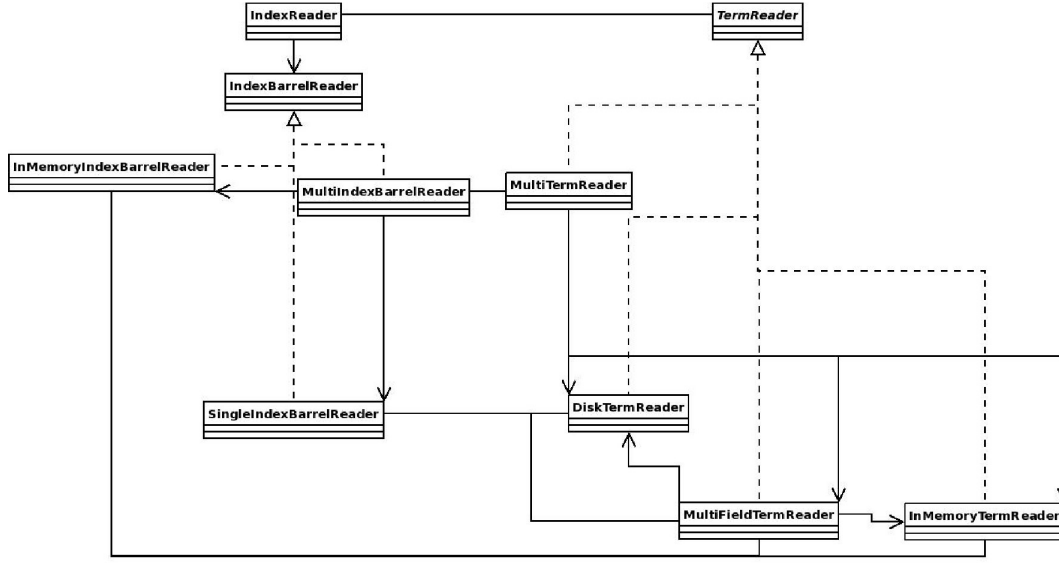 IndexReader
TermReader
IndexBarrelReader
InMemoryIndexBarrelReader
MultiIndexBarrelReader
MultiTermReader
SingleIndexBarrelReader
DiskTermReader
MultiFieldTermReader
InMemoryTermReader